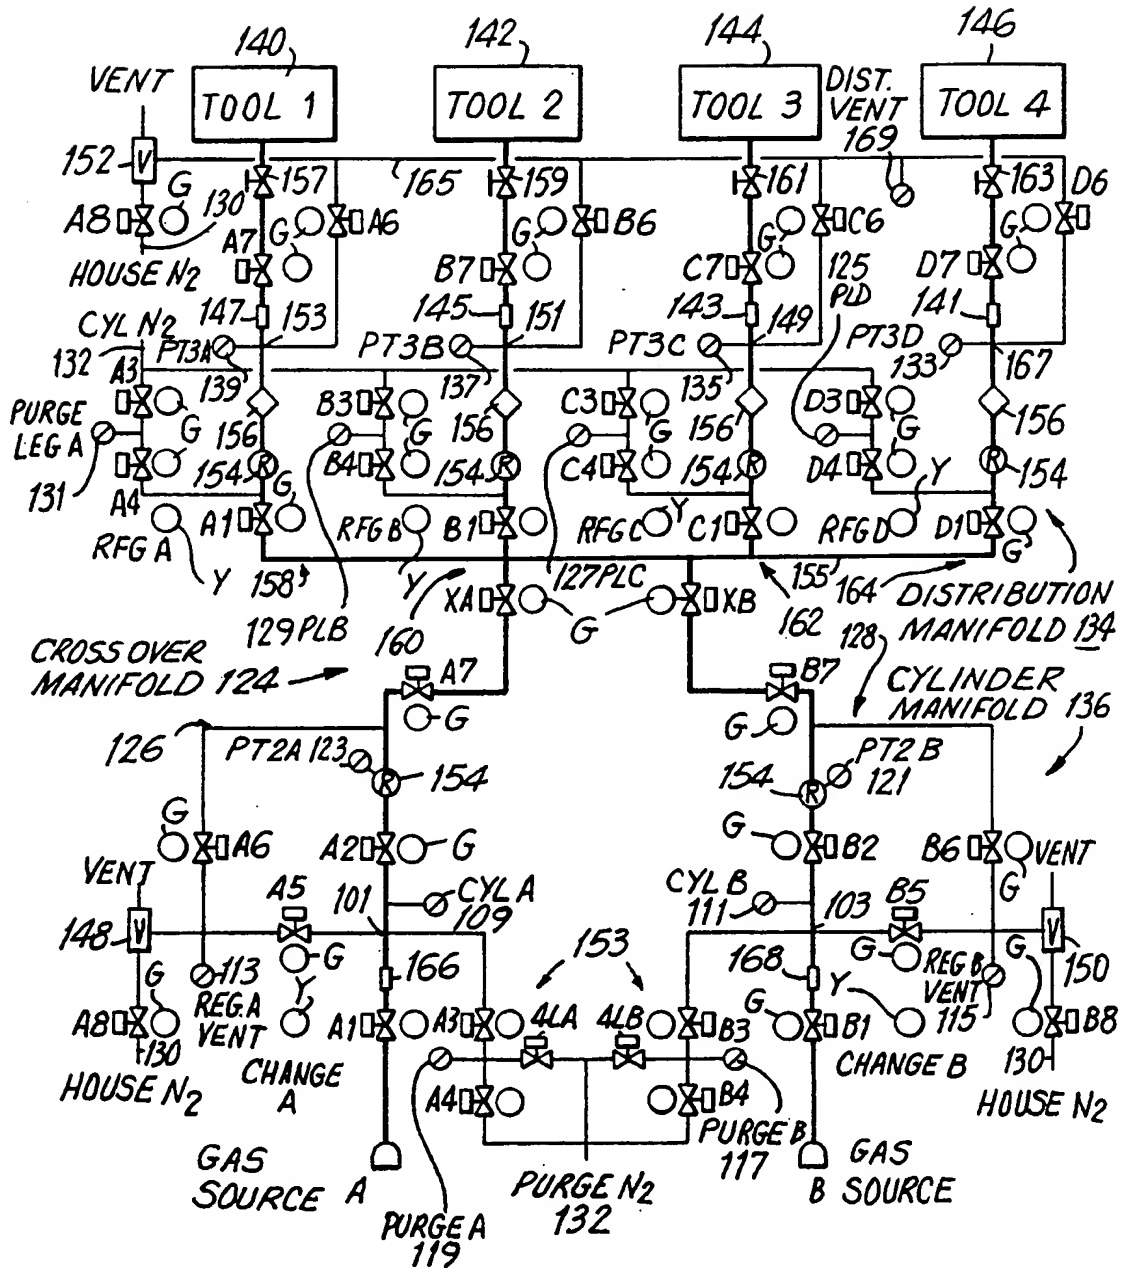 140
142
144
146
VENT
TOOL 1
TOOL 2
TOOL 3
DIST.
VENT
169
TOOL 4
152
V
G
130
157
165
159
161
163
D6
A8
A7
G
A6
G
B6
G
C6
G
HOUSE N2
B7
C7
125
PLD
D7
147
153
145
151
143
149
141
CYL N2
132
PT3A
PT3B
PT3C
PT3D
133
167
A3
139
137
135
PURGE
LEG A
G
156
B3
G
156
C3
G
156
D3
G
156
131
A4
154
R
G
B4
154
R
C4
154
R
D4
Y
R
154
RFG A
A1
RFG B
B1
RFG C
Y
C1
RFG D
D1
G
Y
158
Y
127 PLC
155
164
DISTRIBUTION
MANIFOLD 134
129 PLB
160
XA
G
XB
162
128
CROSS OVER
MANIFOLD 124
A7
G
B7
G
CYLINDER
MANIFOLD 136
126
PT2A 123
R
154
154
R
PT2B
121
G
A6
A2
G
G
B2
B6
G
VENT
VENT
A5
101
CYL A
109
CYL B
111
103
B5
148
V
G
113
REG.A
VENT
G
Y
166
153
168
Y
G
REG B
VENT
115
G
V
150
A8
130
A1
A3
4LA
4LB
B3
G
B1
B8
130
HOUSE N2
CHANGE
A
A4
B4
CHANGE B
HOUSE N2
GAS
SOURCE A
PURGE A
119
PURGE N2
132
PURGE B
117
B
GAS
SOURCE